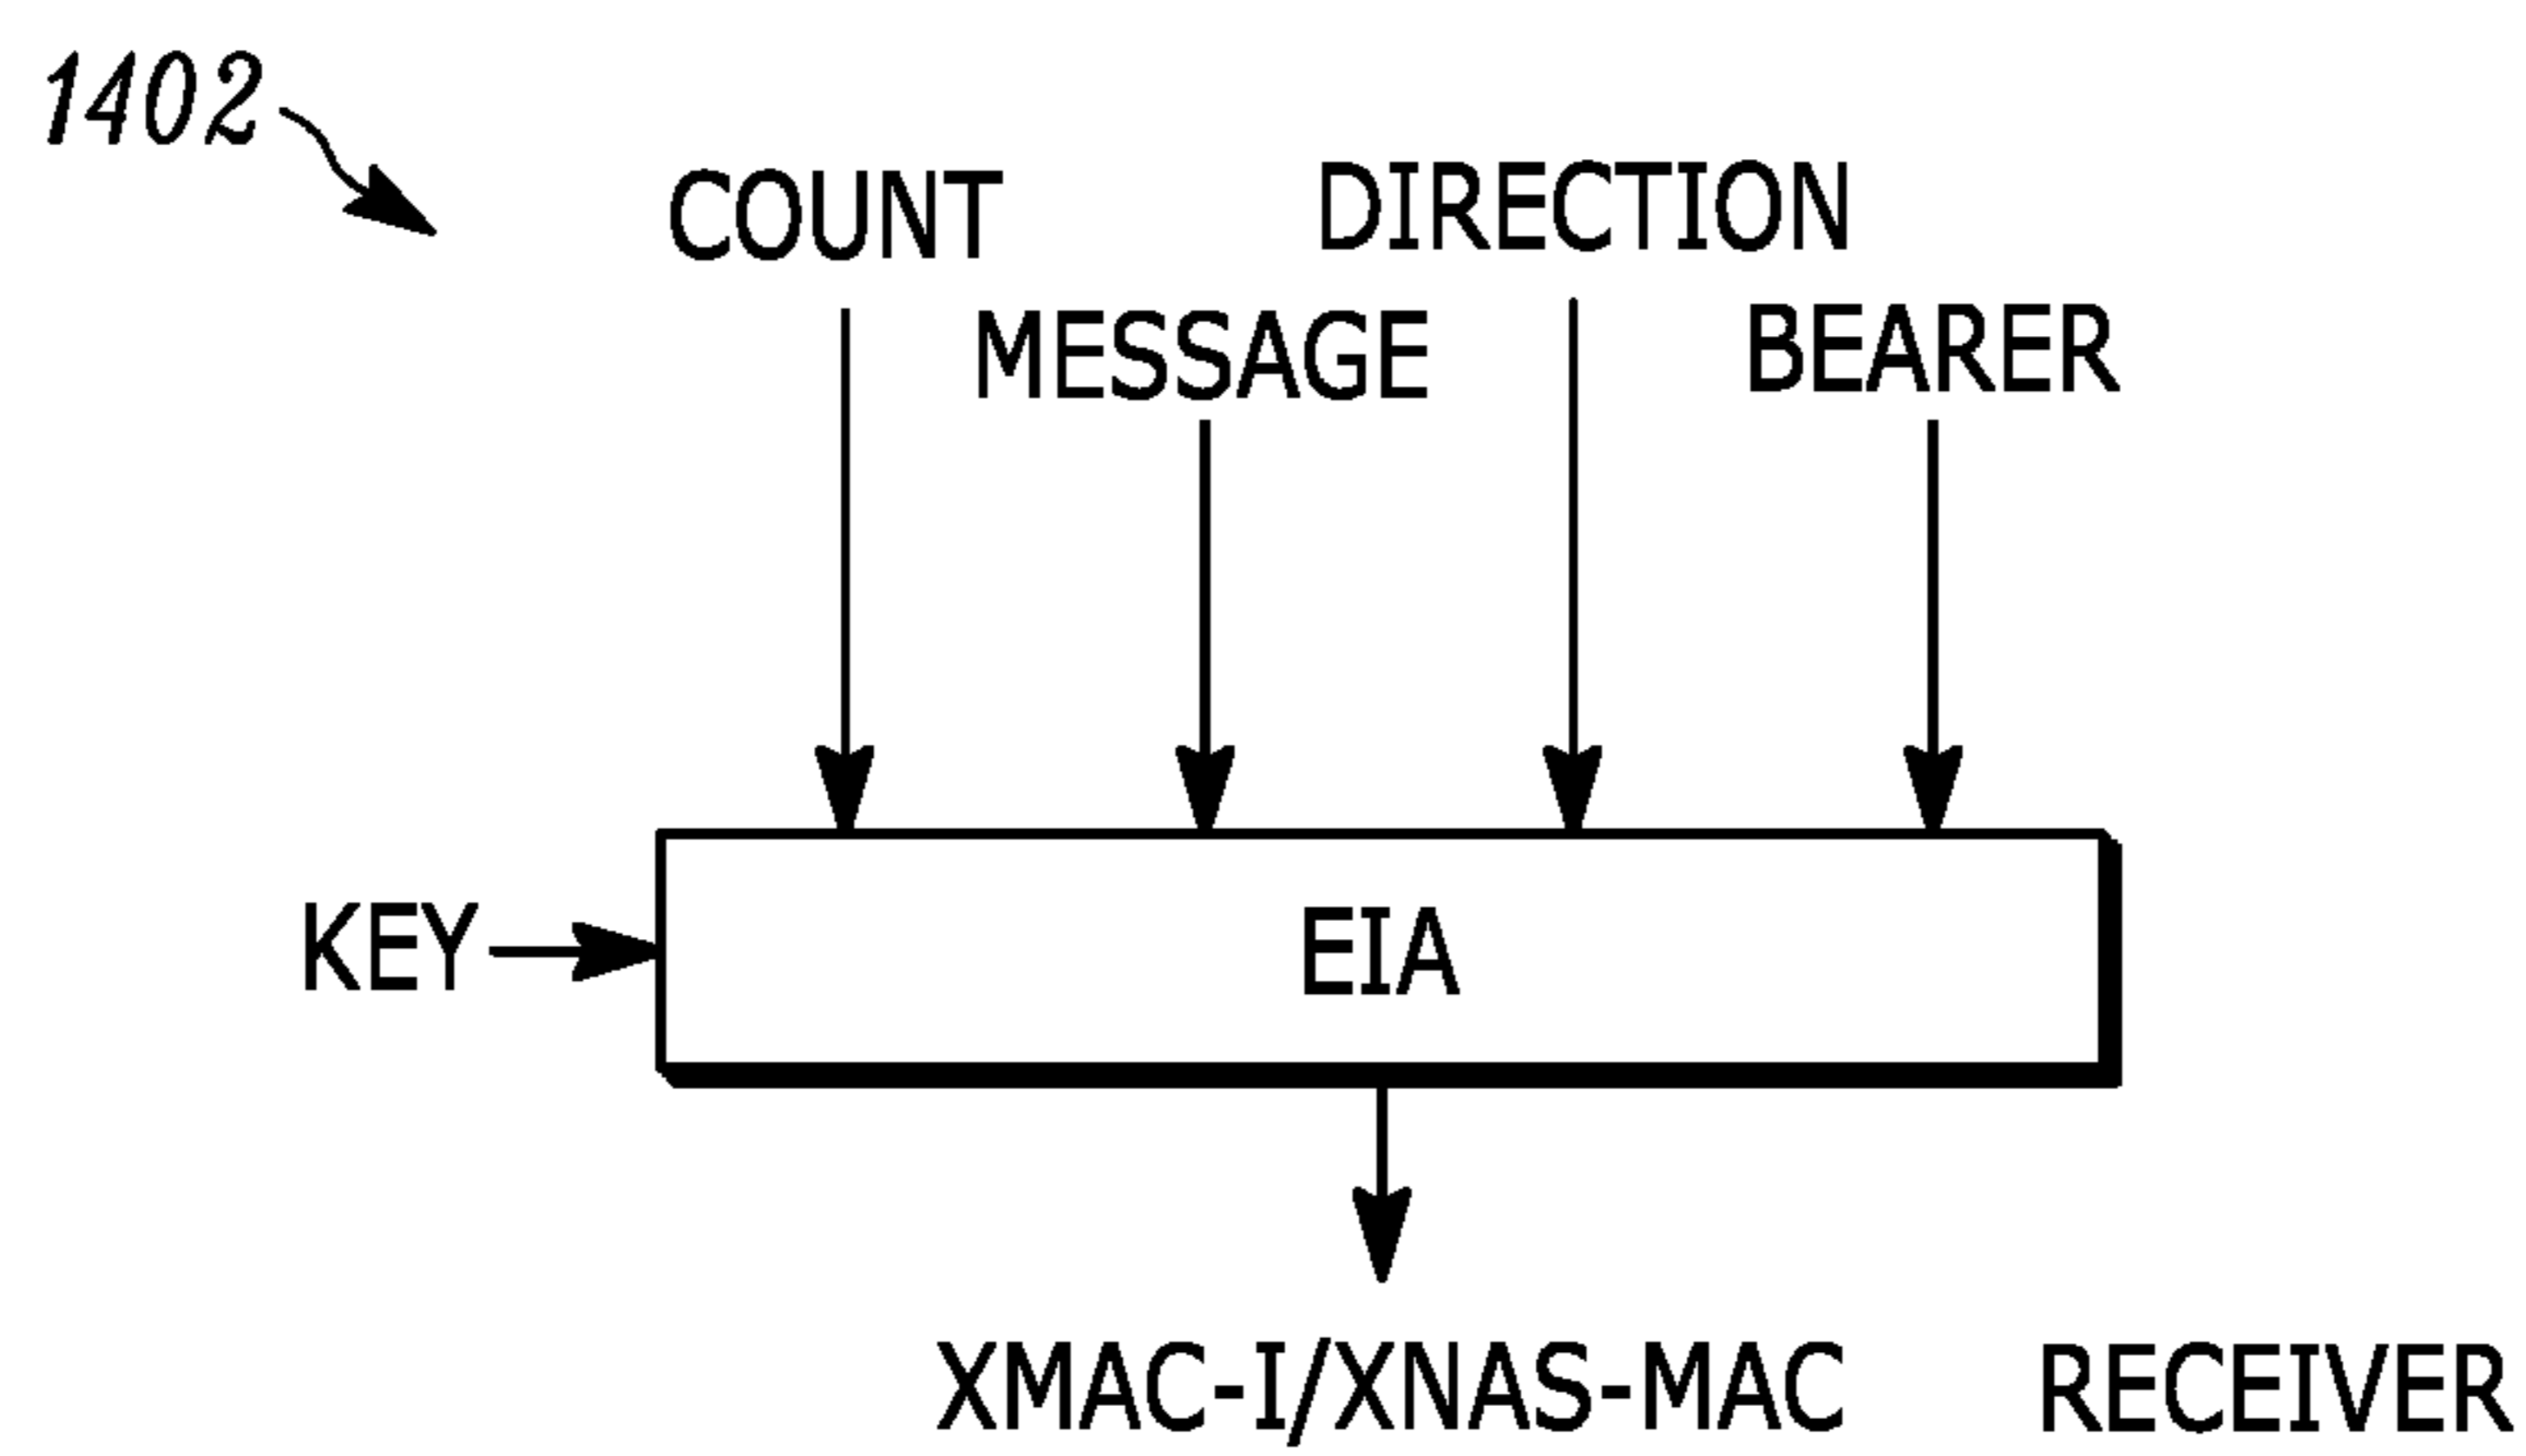 1402
COUNT
DIRECTION
MESSAGE
BEARER
KEY
EIA
XMAC-I/XNAS-MAC
RECEIVER